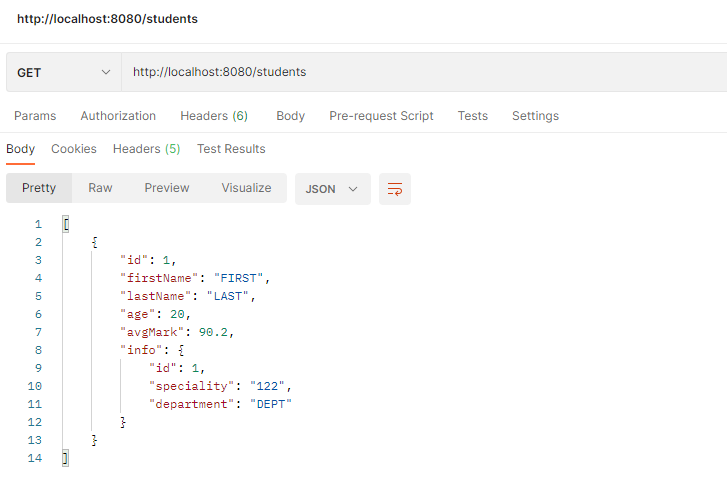 http://localhost:8080/students
GET http://localhost:8080/students
Params Authorization Headers (6) Body Pre-request Script Tests Settings
Body Cookies Headers (5) Test Results
Pretty Raw Preview Visualize JSON
1 [
2 {
3 "id": 1,
4 "firstName": "FIRST",
5 "lastName": "LAST",
6 "age": 20,
7 "avgMark": 90.2,
8 "info": {
9 "id": 1,
10 "speciality": "122",
11 "department": "DEPT"
12 }
13 }
14 ]